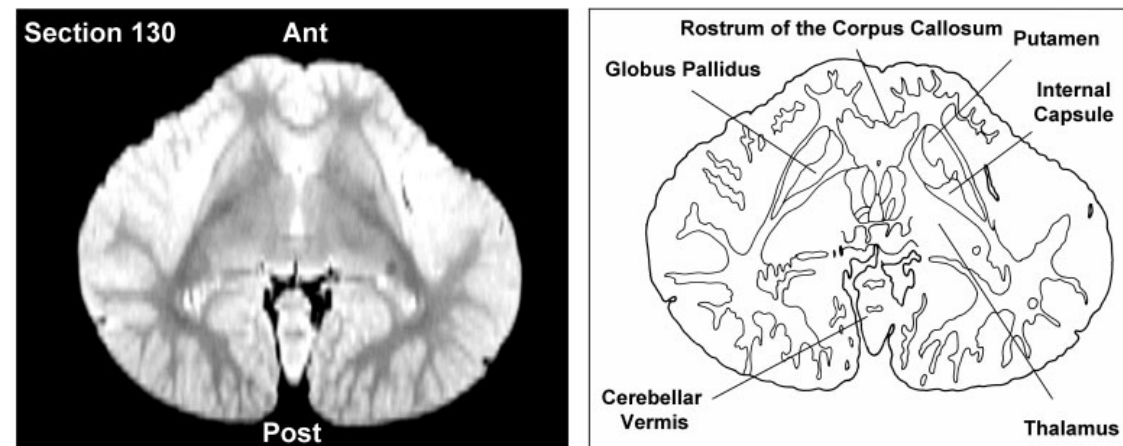 Section 130
Ant
Post
Rostrum of the Corpus Callosum
Putamen
Globus Pallidus
Internal
Capsule
Cerebellar
Vermis
Thalamus